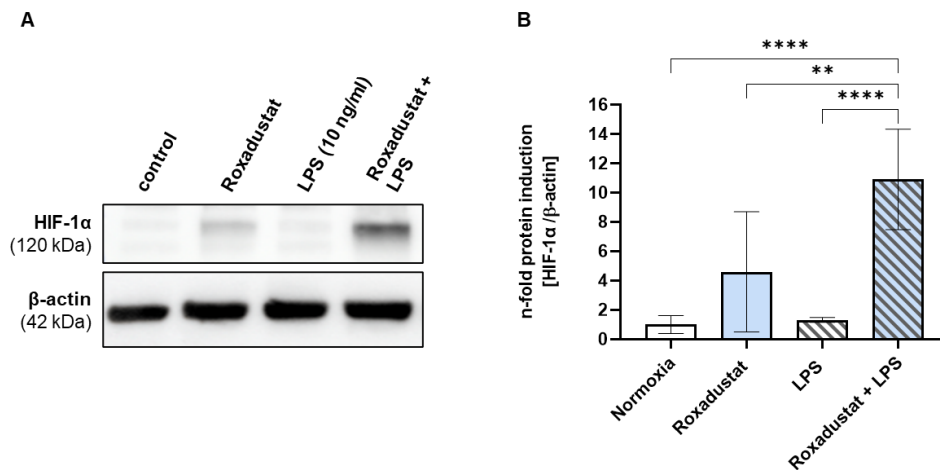 A
control
Roxadustat
LPS (10 ng/ml)
Roxadustat +
LPS
HIF-1α
(120 kDa)
β-actin
(42 kDa)
B
****
**
****
n-fold protein induction
[HIF-1α /β-actin]
16
14
12
10
8
6
4
2
0
Normoxia
Roxadustat
LPS
Roxadustat + LPS